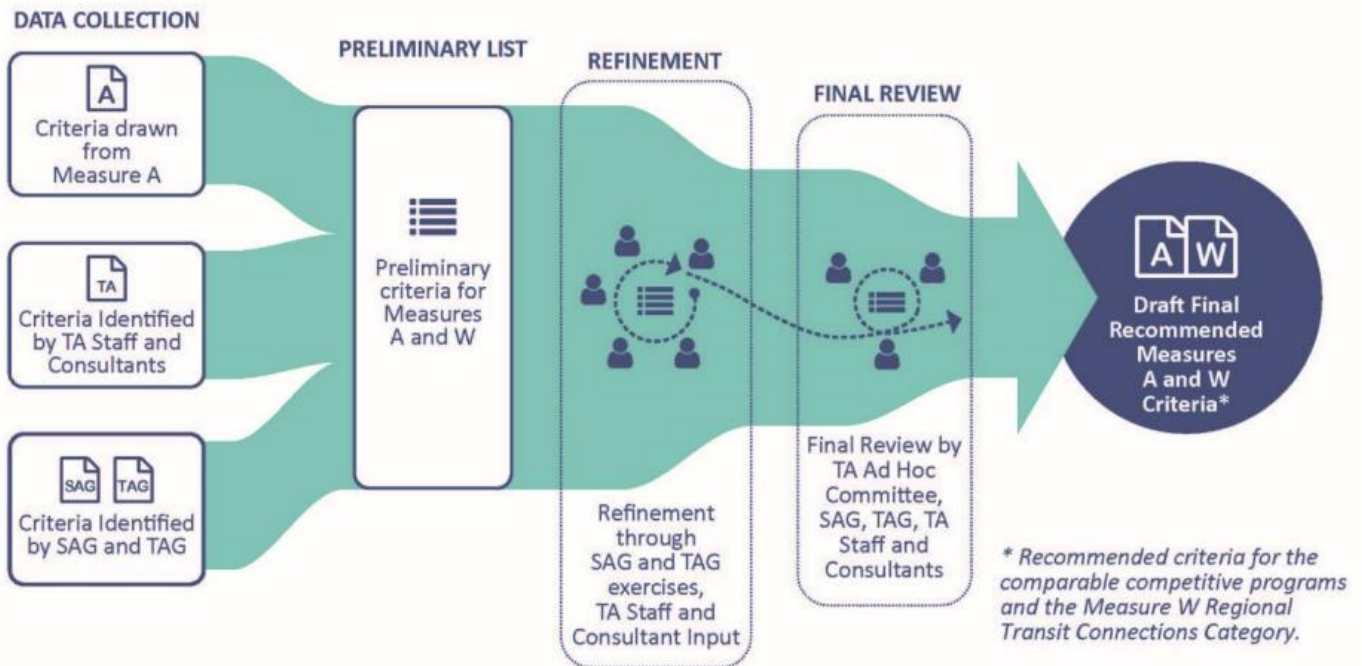 DATA COLLECTION
A
Criteria drawn
from
Measure A
TA
Criteria Identified
by TA Staff and
Consultants
SAG TAG
Criteria Identified
by SAG and TAG
PRELIMINARY LIST
Preliminary
criteria for
Measures
A and W
REFINEMENT
Refinement
through
SAG and TAG
exercises,
TA Staff and
Consultant Input
FINAL REVIEW
Final Review by
TA Ad Hoc
Committee,
SAG, TAG, TA
Staff and
Consultants
A W
Draft Final
Recommended
Measures
A and W
Criteria*
* Recommended criteria for the
comparable competitive programs
and the Measure W Regional
Transit Connections Category.